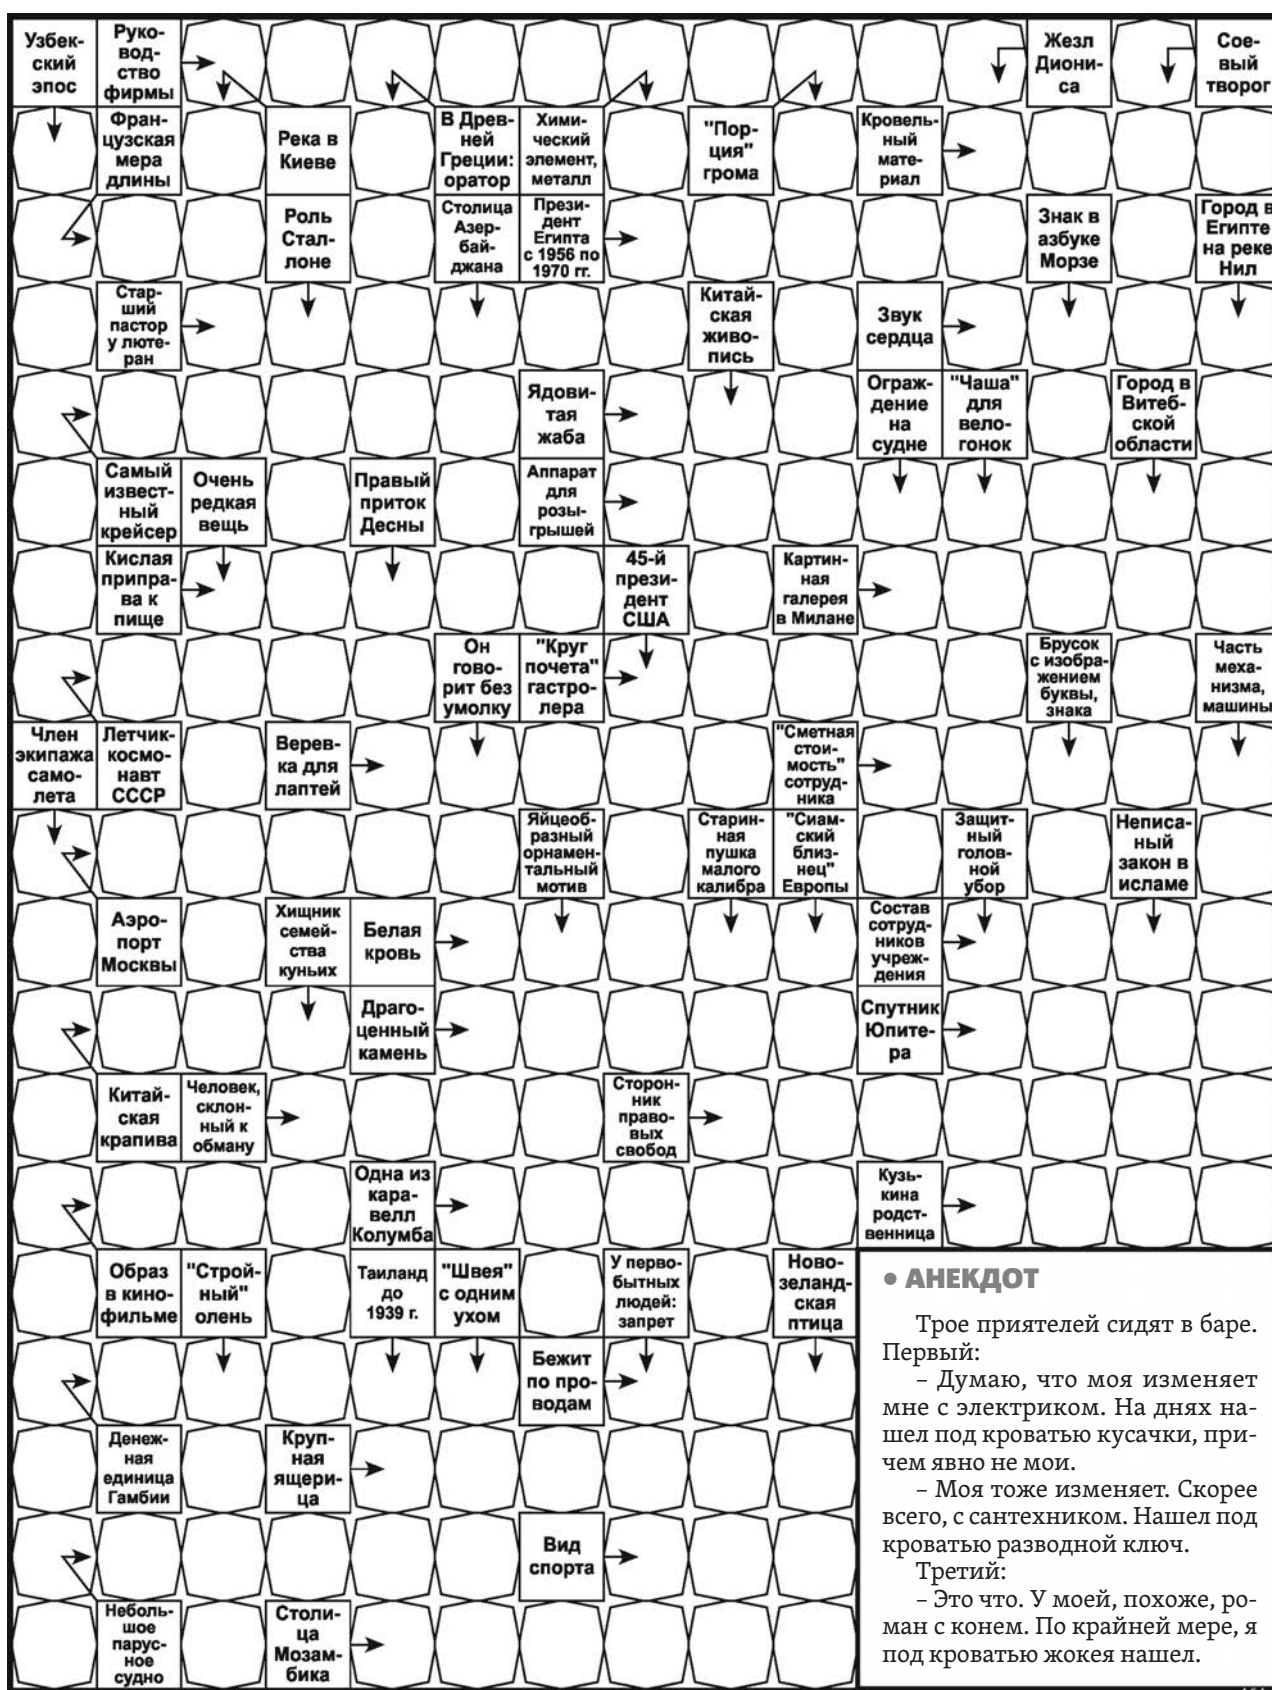 Узбек-
ский
эпос
Руко-
вод-
ство
фирмы
Жезл
Диони-
са
Сое-
вый
творог
Фран-
цузская
мера
длины
Река в
Киеве
В Древ-
ней
Греции:
оратор
Хими-
ческий
элемент,
металл
"Пор-
ция"
грома
Кровель-
ный
мате-
риал
Роль
Стал-
лоне
Столица
Азер-
бай-
джана
Прези-
дент
Египта
с 1956 по
1970 гг.
Знак в
азбуке
Морзе
Город в
Египте
на реке
Нил
Стар-
ший
пастор
у люте-
ран
Китай-
ская
живо-
пись
Звук
сердца
Ядови-
тая
жаба
Ограж-
дение
на
судне
"Чаша"
для
вело-
гонок
Город в
Витеб-
ской
области
Самый
извест-
ный
крейсер
Очень
редкая
вещь
Правый
приток
Десны
Аппарат
для
розы-
грышей
Кислая
припра-
ва к
пище
45-й
прези-
дент
США
Картин-
ная
галерея
в Милане
Он
гово-
рит без
умолку
"Круг
почета"
гастро-
лера
Брусок
с изобра-
жением
буквы,
знака
Часть
меха-
низма,
машины
Член
экипажа
само-
лета
Летчик-
космо-
навт
СССР
Верев-
ка для
лаптей
"Сметная
стои-
мость"
сотруд-
ника
Яйцеоб-
разный
орнамен-
тальный
мотив
Старин-
ная
пушка
малого
калибра
"Сиам-
ский
близ-
нец"
Европы
Защит-
ный
голов-
ной
убор
Неписа-
ный
закон в
исламе
Аэро-
порт
Москвы
Хищник
семей-
ства
куньих
Белая
кровь
Состав
сотруд-
ников
учреж-
дения
Драго-
ценный
камень
Спутник
Юпите-
ра
Китай-
ская
крапива
Человек,
склон-
ный к
обману
Сторон-
ник
право-
вых
свобод
Одна из
кара-
велл
Колумба
Кузь-
кина
родст-
венница
Образ
в кино-
фильме
"Строй-
ный"
олень
Таиланд
до
1939 г.
"Швея"
с одним
ухом
У перво-
бытных
людей:
запрет
Ново-
зеланд-
ская
птица
Бежит
по про-
водам
Денеж-
ная
единица
Гамбии
Круп-
ная
ящери-
ца
Вид
спорта
Неболь-
шое
парус-
ное
судно
Столи-
ца
Мозам-
бика
• АНЕКДОТ
Трое приятелей сидят в баре.
Первый:
– Думаю, что моя изменяет
мне с электриком. На днях на-
шел под кроватью кусачки, при-
чем явно не мои.
– Моя тоже изменяет. Скорее
всего, с сантехником. Нашел под
кроватью разводной ключ.
Третий:
– Это что. У моей, похоже, ро-
ман с конем. По крайней мере, я
под кроватью жокея нашел.